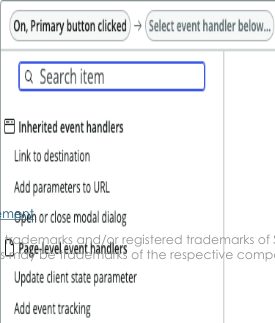 On, Primary button clicked → Select event handler below...
Search item
Inherited event handlers
Link to destination
Add parameters to URL
ement
Open or close modal dialog
trademarks and/or registered trademarks of S
Page-level event handlers
s may be trademarks of the respective compa
Update client state parameter
Add event tracking